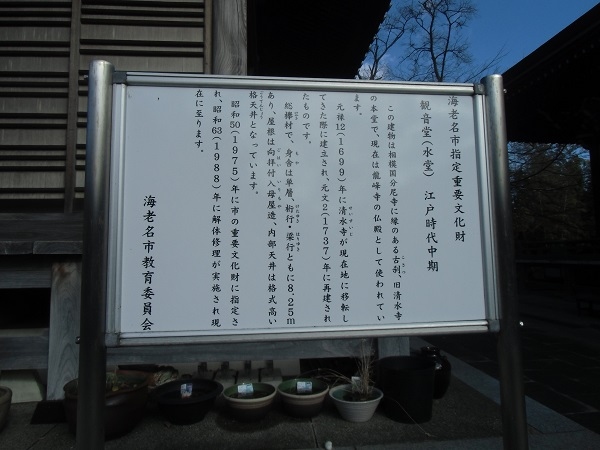 海老名市指定重要文化財
観音堂(水堂) 江戸時代中期
この建物は相模国分尼寺に縁のある古刹、旧清水寺
の本堂で、現在は龍峰寺の仏殿として使われてい
ます。
元禄12(1699)年に清水寺が現在地に移転し
てきた際に建立され、元文2(1737)年に再建され
たものです。
総欅材で、身舎は単層、桁行・梁行ともに8.25m
あり、屋根は向拝付入母屋造、内部天井は格式高い
格天井となっています。
昭和50(1975)年に市の重要文化財に指定さ
れ、昭和63(1988)年に解体修理が実施され現
在に至ります。
海老名市教育委員会